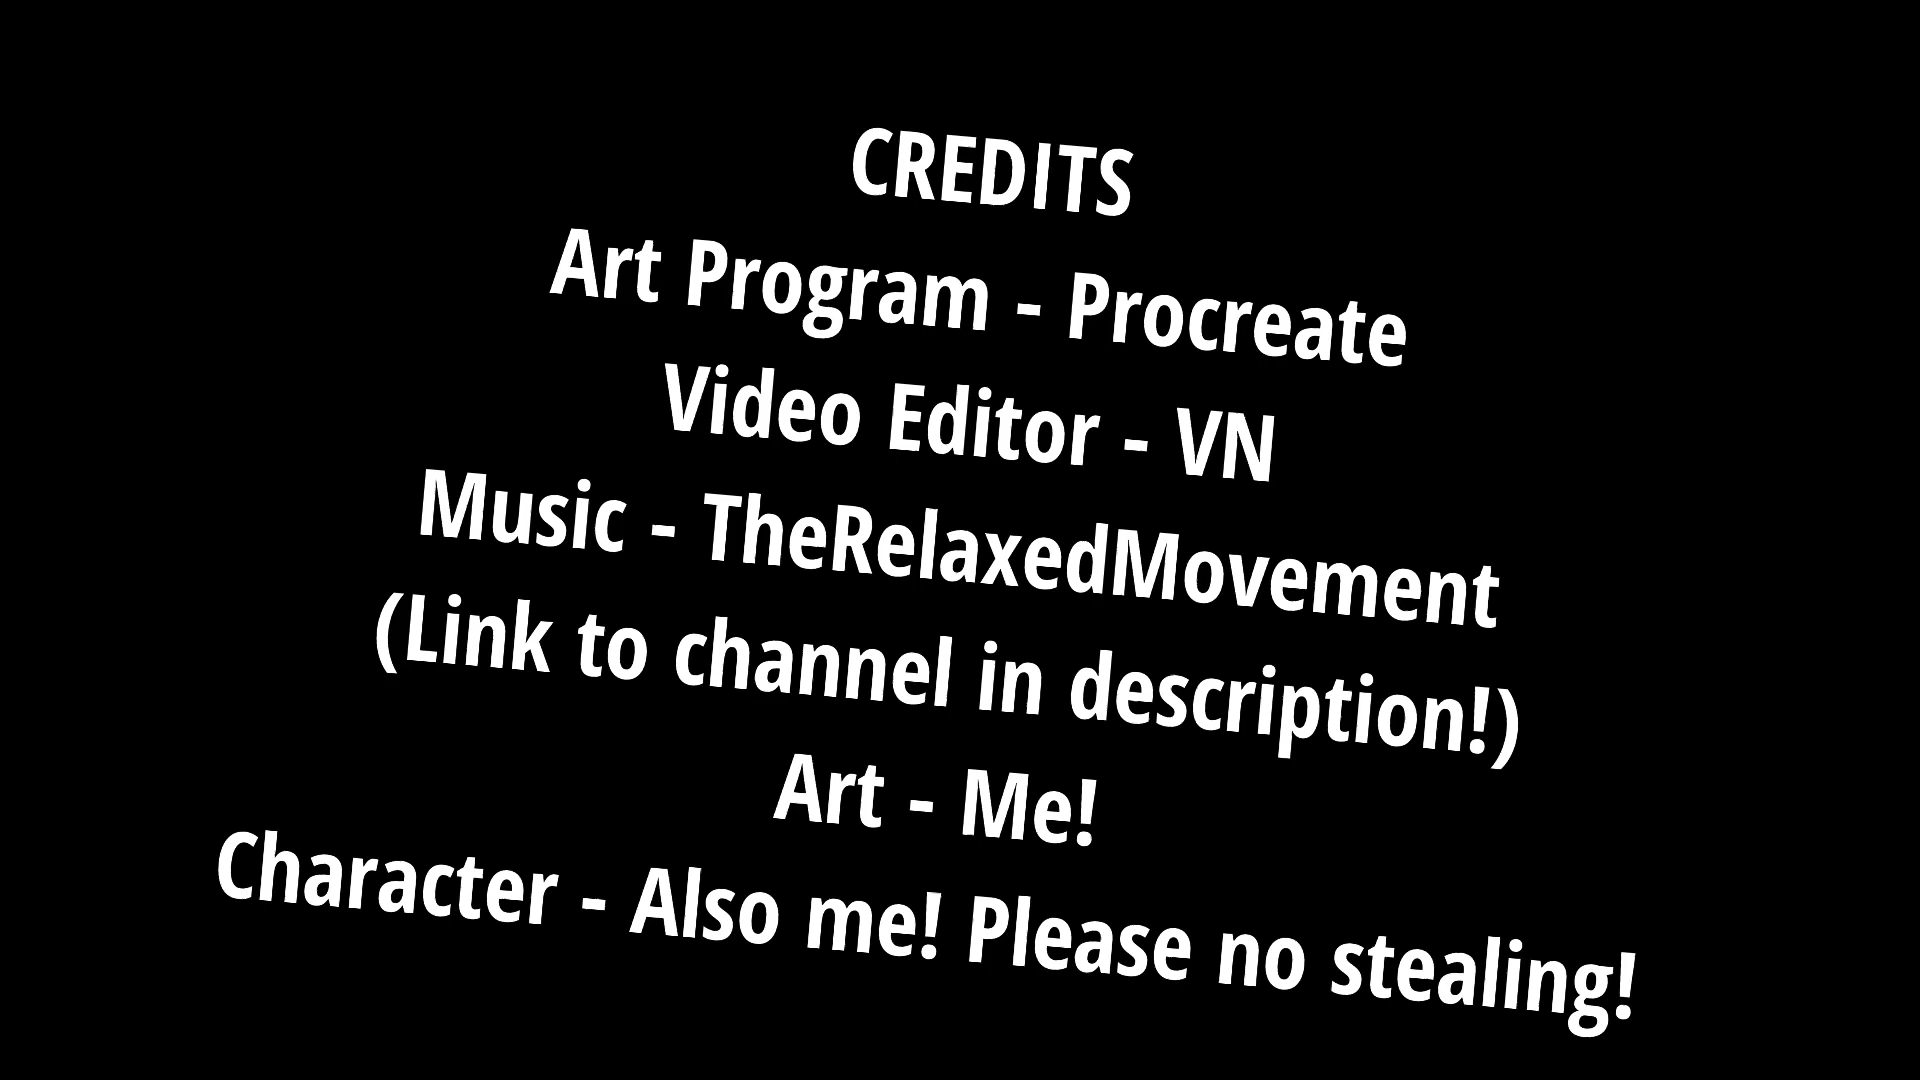 CREDITS
Art Program - Procreate
Video Editor - VN
Music - TheRelaxedMovement
(Link to channel in description!)
Art - Me!
Character - Also me! Please no stealing!